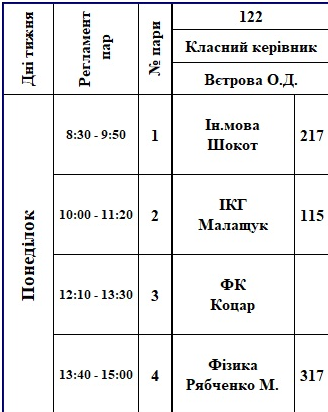 Дні тижня
Регламент
пар
№ пари
122
Класний керівник
Вєтрова О.Д.
Понеділок
8:30 - 9:50
1
Ін.мова
Шокот
217
10:00 - 11:20
2
ІКГ
Малащук
115
12:10 - 13:30
3
ФК
Коцар
13:40 - 15:00
4
Фізика
Рябченко М.
317